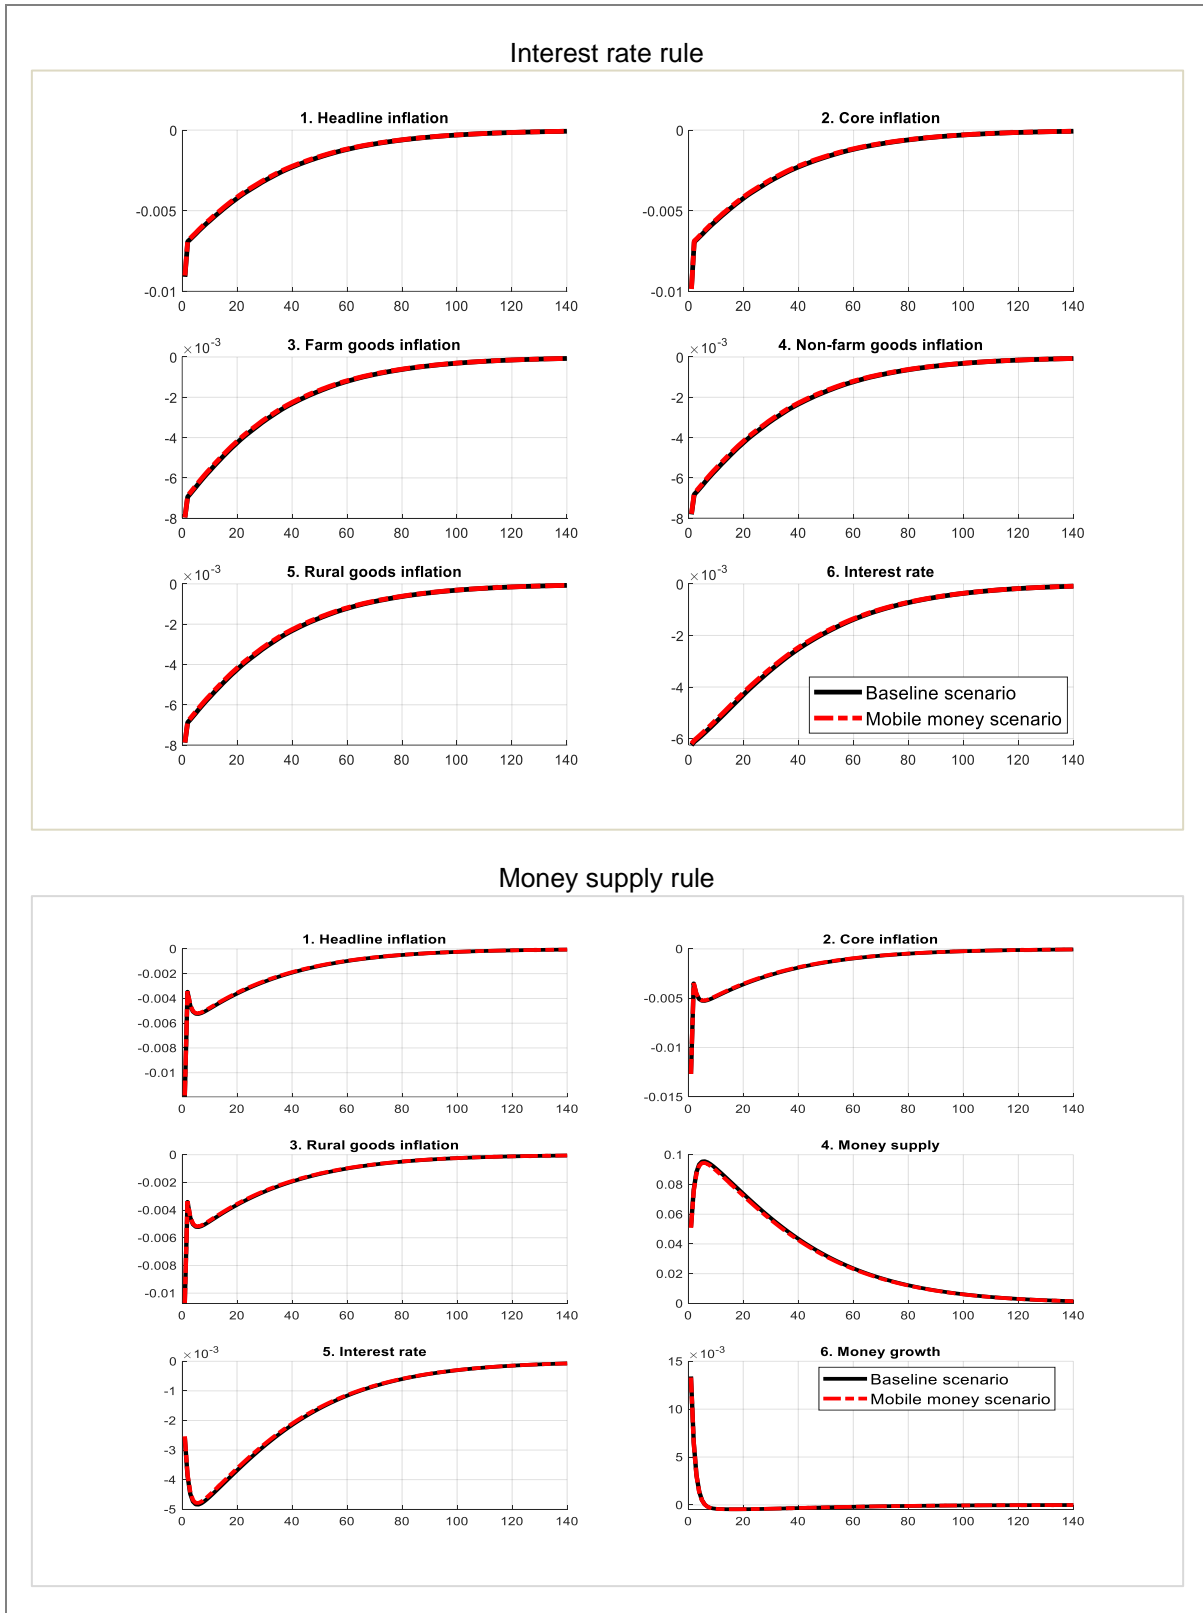 Interest rate rule
1. Headline inflation
0
-0.005
-0.01
0 20 40 60 80 100 120 140
2. Core inflation
0
-0.005
-0.01
0 20 40 60 80 100 120 140
3. Farm goods inflation
×10⁻³
0
-2
-4
-6
-8
0 20 40 60 80 100 120 140
4. Non-farm goods inflation
×10⁻³
0
-2
-4
-6
-8
0 20 40 60 80 100 120 140
5. Rural goods inflation
×10⁻³
0
-2
-4
-6
-8
0 20 40 60 80 100 120 140
6. Interest rate
×10⁻³
0
-2
-4
-6
Baseline scenario
Mobile money scenario
0 20 40 60 80 100 120 140
Money supply rule
1. Headline inflation
0
-0.002
-0.004
-0.006
-0.008
-0.01
0 20 40 60 80 100 120 140
2. Core inflation
0
-0.005
-0.01
-0.015
0 20 40 60 80 100 120 140
3. Rural goods inflation
0
-0.002
-0.004
-0.006
-0.008
-0.01
0 20 40 60 80 100 120 140
4. Money supply
0.1
0.08
0.06
0.04
0.02
0
0 20 40 60 80 100 120 140
5. Interest rate
×10⁻³
0
-1
-2
-3
-4
-5
0 20 40 60 80 100 120 140
6. Money growth
×10⁻³
15
10
5
0
Baseline scenario
Mobile money scenario
0 20 40 60 80 100 120 140